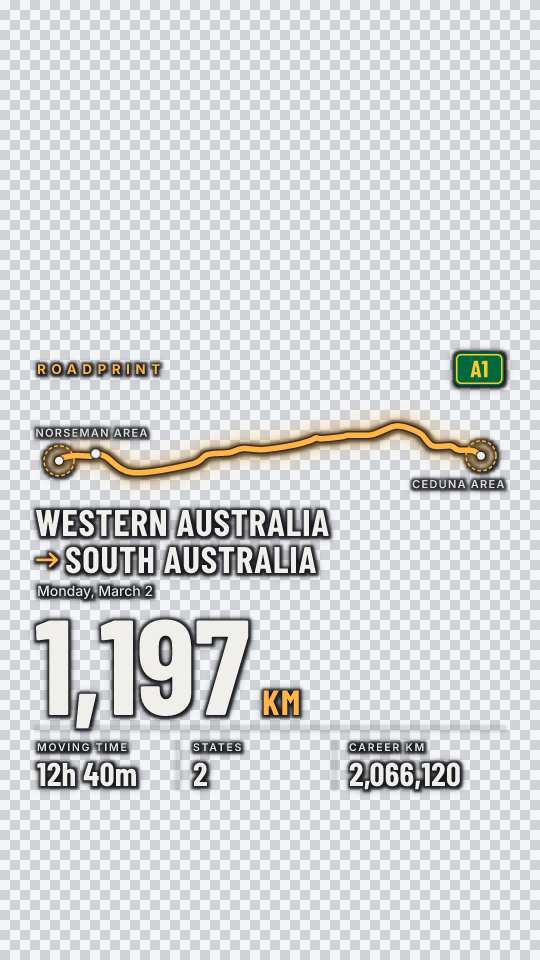 ROADPRINT
A1
NORSEMAN AREA
CEDUNA AREA
WESTERN AUSTRALIA
→ SOUTH AUSTRALIA
Monday, March 2
1,197 KM
MOVING TIME STATES CAREER KM
12h 40m 2 2,066,120